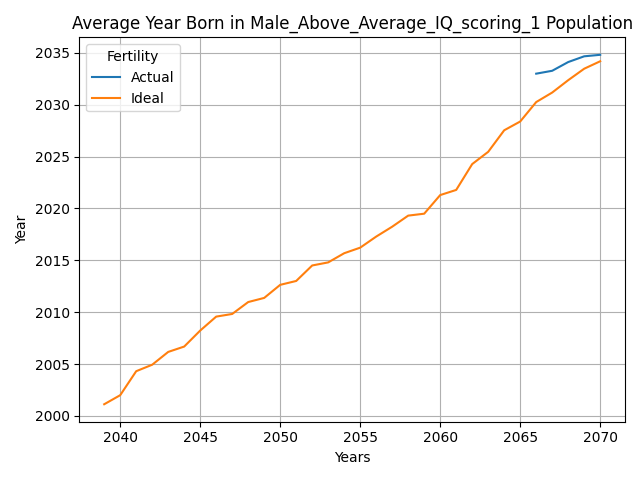 Average Year Born in Male_Above_Average_IQ_scoring_1 Population
Fertility
Actual
Ideal
2035
2030
2025
2020
2015
2010
2005
2000
Year
2040 2045 2050 2055 2060 2065 2070
Years